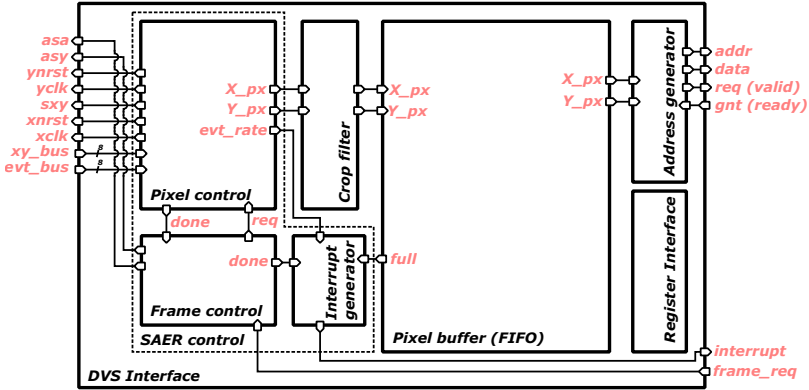 asa
asy
ynrst
yclk
sxy
xnrst
xclk
xy_bus
8
evt_bus
8
X_px
Y_px
evt_rate
Pixel control
done
req
done
Frame control
SAER control
Crop filter
Interrupt
generator
X_px
Y_px
full
Pixel buffer (FIFO)
X_px
Y_px
Address generator
Register Interface
addr
data
req (valid)
gnt (ready)
interrupt
frame_req
DVS Interface